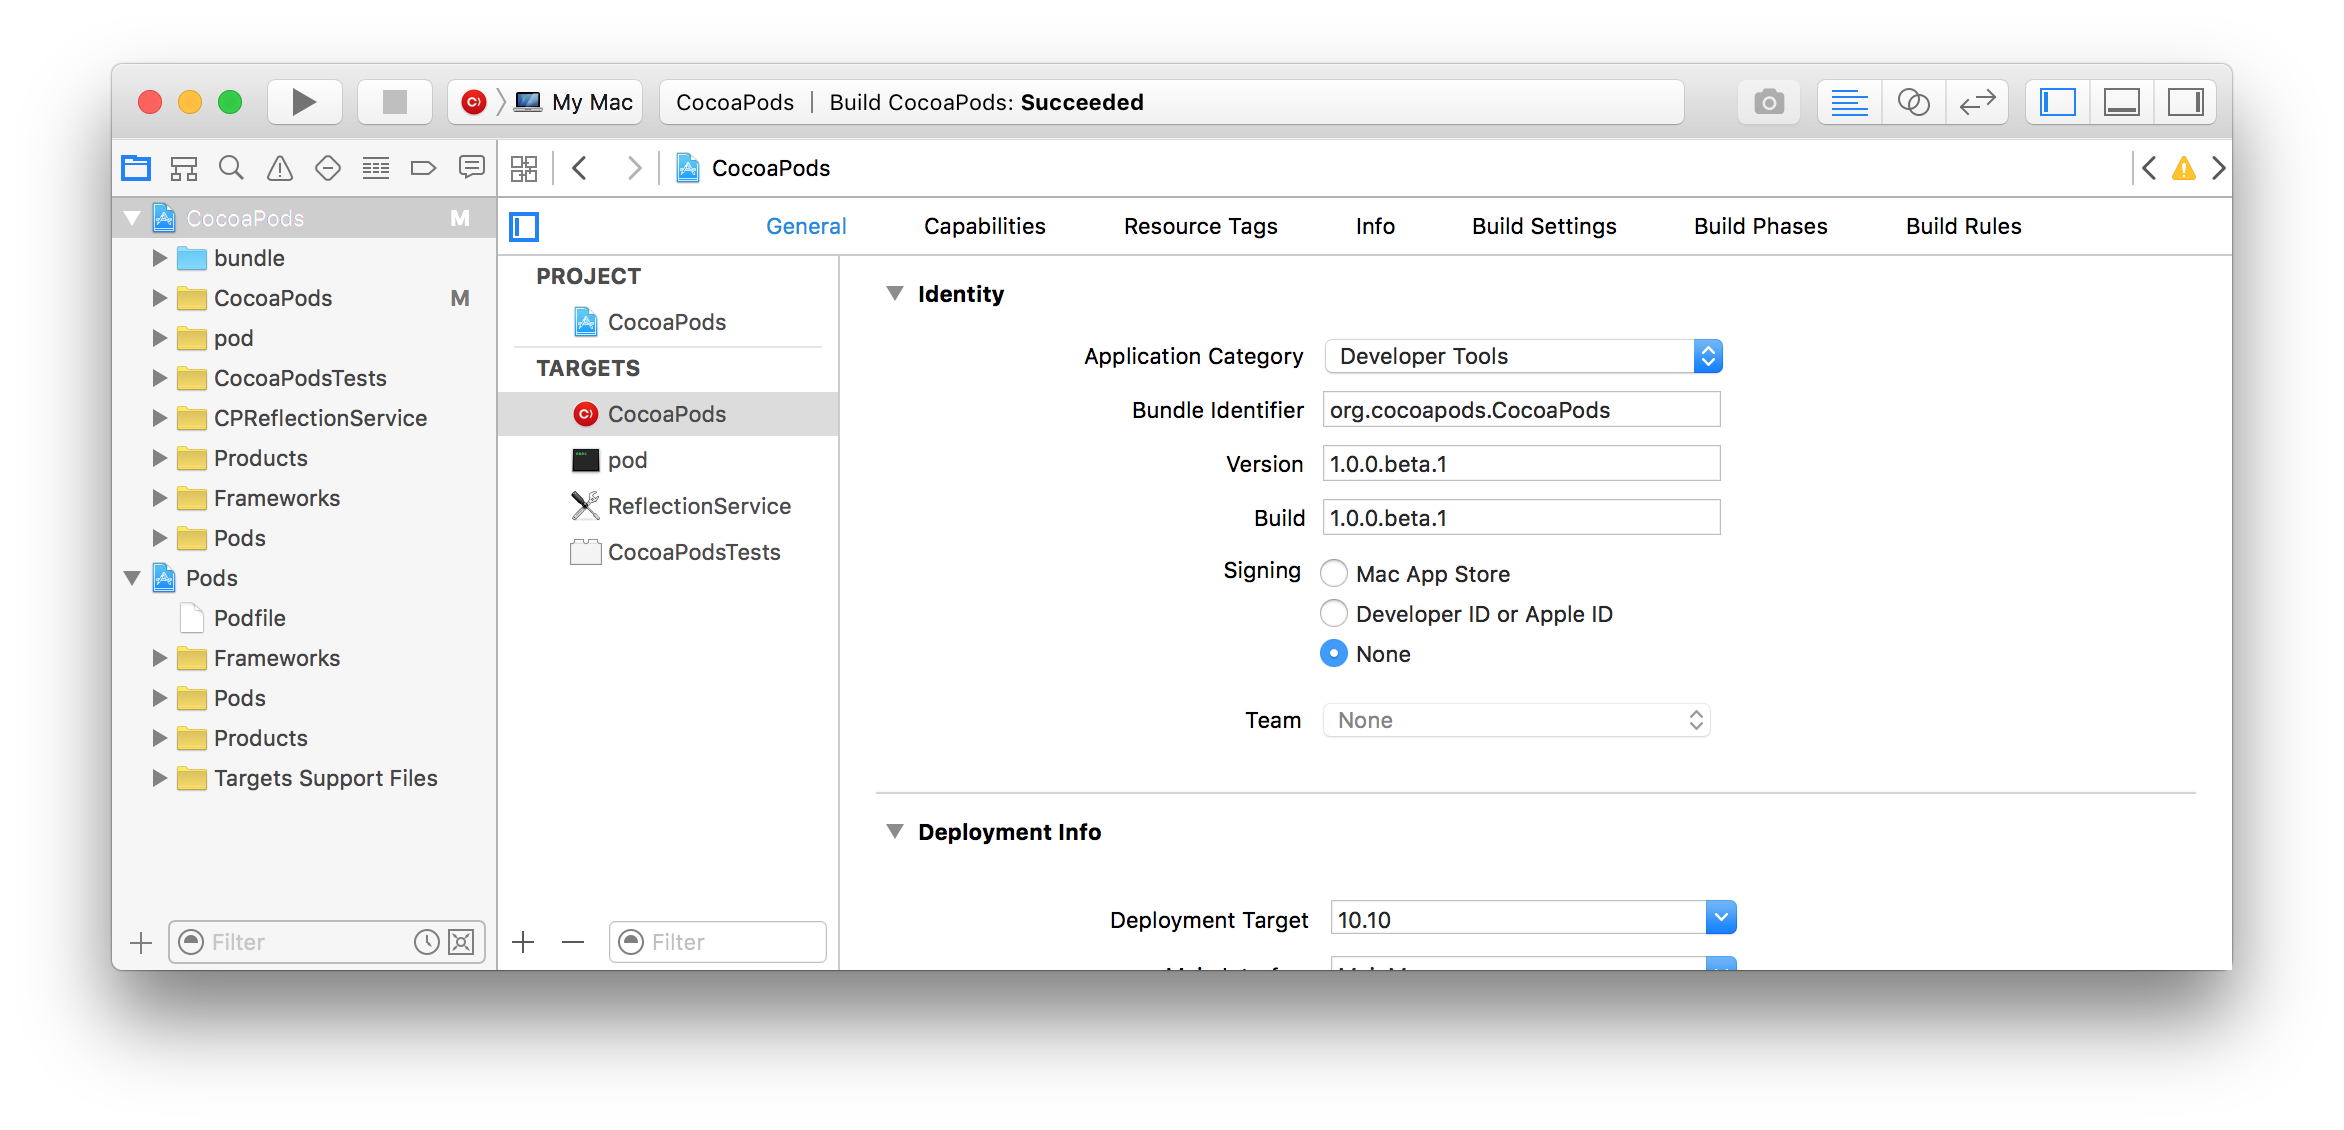 My Mac
CocoaPods | Build CocoaPods: Succeeded
CocoaPods
General Capabilities Resource Tags Info Build Settings Build Phases Build Rules
CocoaPods M
bundle
CocoaPods M
pod
CocoaPodsTests
CPReflectionService
Products
Frameworks
Pods
Pods
Podfile
Frameworks
Pods
Products
Targets Support Files
Filter
PROJECT
CocoaPods
TARGETS
CocoaPods
pod
ReflectionService
CocoaPodsTests
Filter
Identity
Application Category Developer Tools
Bundle Identifier org.cocoapods.CocoaPods
Version 1.0.0.beta.1
Build 1.0.0.beta.1
Signing Mac App Store
Developer ID or Apple ID
None
Team None
Deployment Info
Deployment Target 10.10